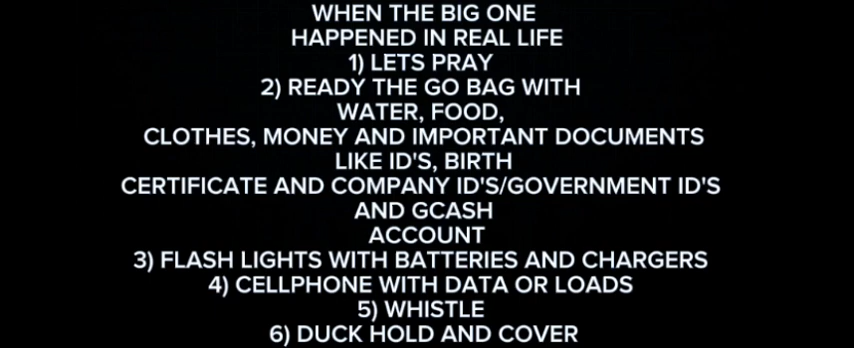 WHEN THE BIG ONE
HAPPENED IN REAL LIFE
1) LETS PRAY
2) READY THE GO BAG WITH
WATER, FOOD,
CLOTHES, MONEY AND IMPORTANT DOCUMENTS
LIKE ID'S, BIRTH
CERTIFICATE AND COMPANY ID'S/GOVERNMENT ID'S
AND GCASH
ACCOUNT
3) FLASH LIGHTS WITH BATTERIES AND CHARGERS
4) CELLPHONE WITH DATA OR LOADS
5) WHISTLE
6) DUCK HOLD AND COVER